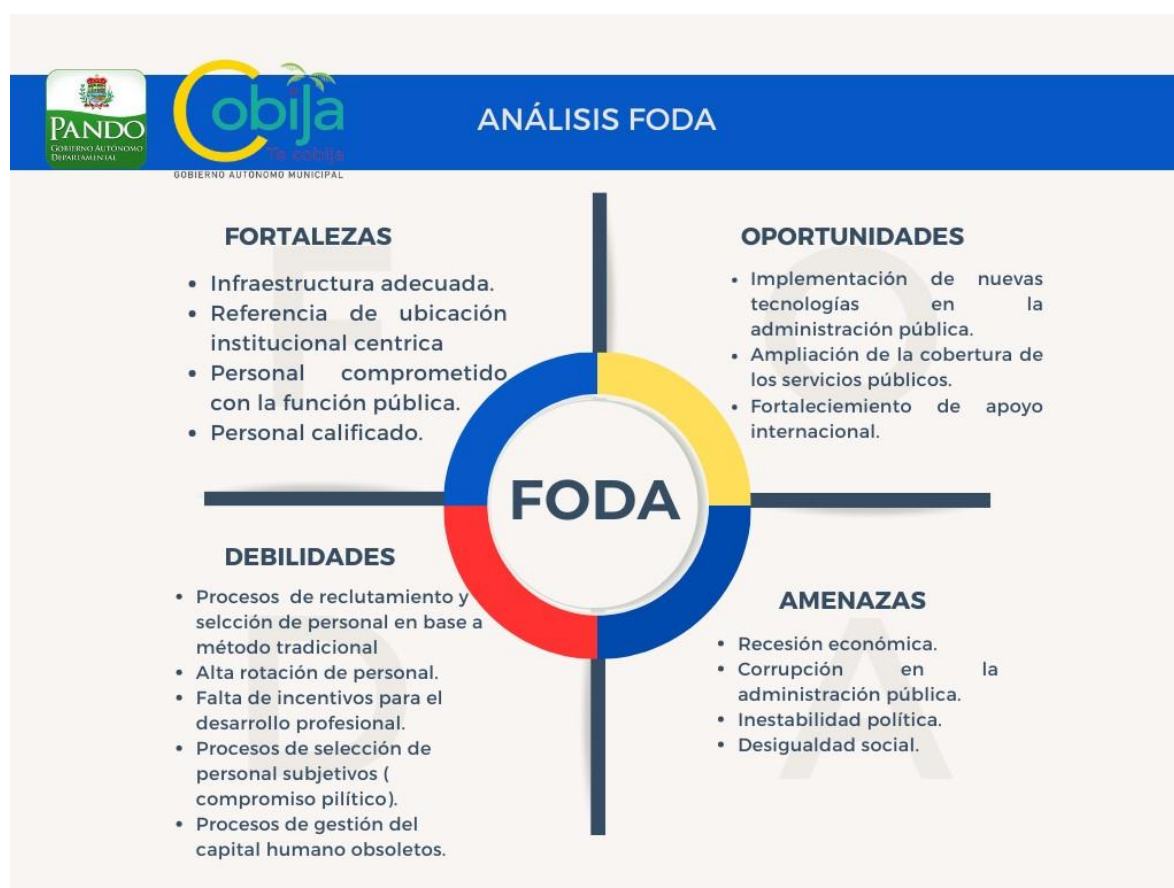 PANDO
GOBIERNO AUTÓNOMO
DEPARTAMENTAL
Cobija
Te cobija
GOBIERNO AUTÓNOMO MUNICIPAL
ANÁLISIS FODA
FORTALEZAS
• Infraestructura adecuada.
• Referencia de ubicación
institucional centrica
• Personal comprometido
con la función pública.
• Personal calificado.
OPORTUNIDADES
• Implementación de nuevas
tecnologías en la
administración pública.
• Ampliación de la cobertura de
los servicios públicos.
• Fortaleciemiento de apoyo
internacional.
FODA
DEBILIDADES
• Procesos de reclutamiento y
selcción de personal en base a
método tradicional
• Alta rotación de personal.
• Falta de incentivos para el
desarrollo profesional.
• Procesos de selección de
personal subjetivos (
compromiso pilítico).
• Procesos de gestión del
capital humano obsoletos.
AMENAZAS
• Recesión económica.
• Corrupción en la
administración pública.
• Inestabilidad política.
• Desigualdad social.
F
O
D
A